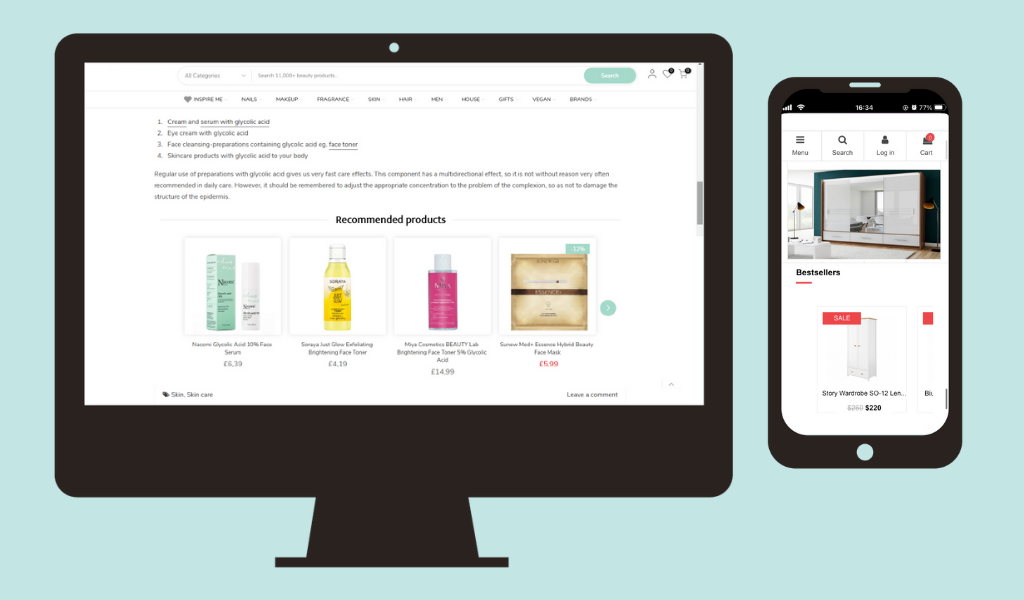 All Categories
Search 11,000+ beauty products...
Search
0
0
INSPIRE ME
NAILS
MAKEUP
FRAGRANCE
SKIN
HAIR
MEN
HOUSE
GIFTS
VEGAN
BRANDS
1. Cream and serum with glycolic acid
2. Eye cream with glycolic acid
3. Face cleansing-preparations containing glycolic acid eg. face toner
4. Skincare products with glycolic acid to your body
Regular use of preparations with glycolic acid gives us very fast care effects. This component has a multidirectional effect, so it is not without reason very often
recommended in daily care. However, it should be remembered to adjust the appropriate concentration to the problem of the complexion, so as not to damage the
structure of the epidermis.
Recommended products
Nacomi Glycolic Acid 10% Face
Serum
£6,39
SORAYA
Soraya Just Glow Exfoliating
Brightening Face Toner
£4,19
Miya Cosmetics BEAUTY Lab
Brightening Face Toner 5% Glycolic
Acid
£14,99
ESSENCE
Sunew Med+ Essence Hybrid Beauty
Face Mask
£5,99
Skin, Skin care
Leave a comment
16:34
77%
Menu
Search
Log in
Cart
Bestsellers
SALE
Story Wardrobe SO-12 Len...
$260 $220